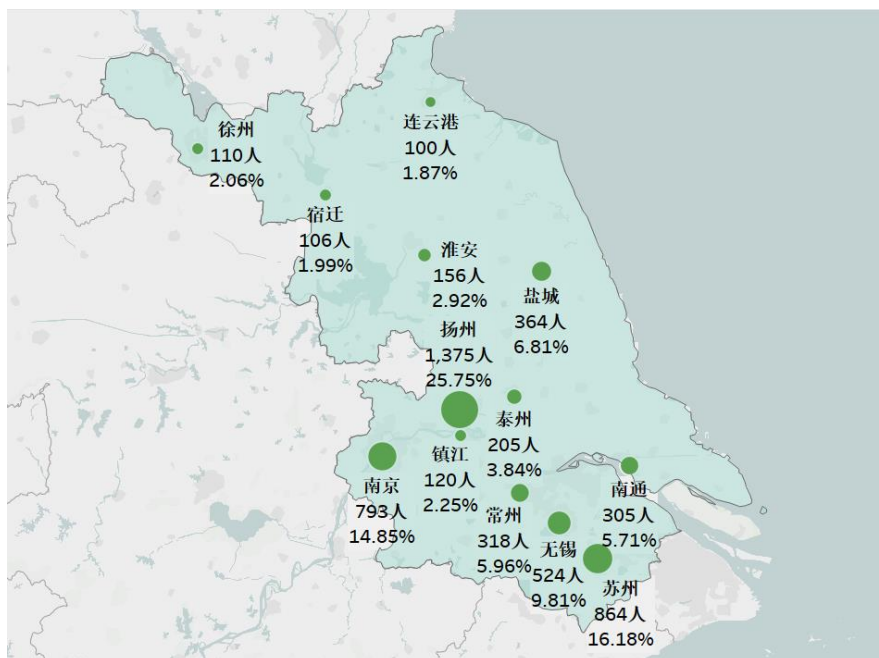 徐州
110人
2.06%
连云港
100人
1.87%
宿迁
106人
1.99%
淮安
156人
2.92%
盐城
364人
6.81%
扬州
1,375人
25.75%
泰州
205人
3.84%
镇江
120人
2.25%
南京
793人
14.85%
常州
318人
5.96%
南通
305人
5.71%
无锡
524人
9.81%
苏州
864人
16.18%